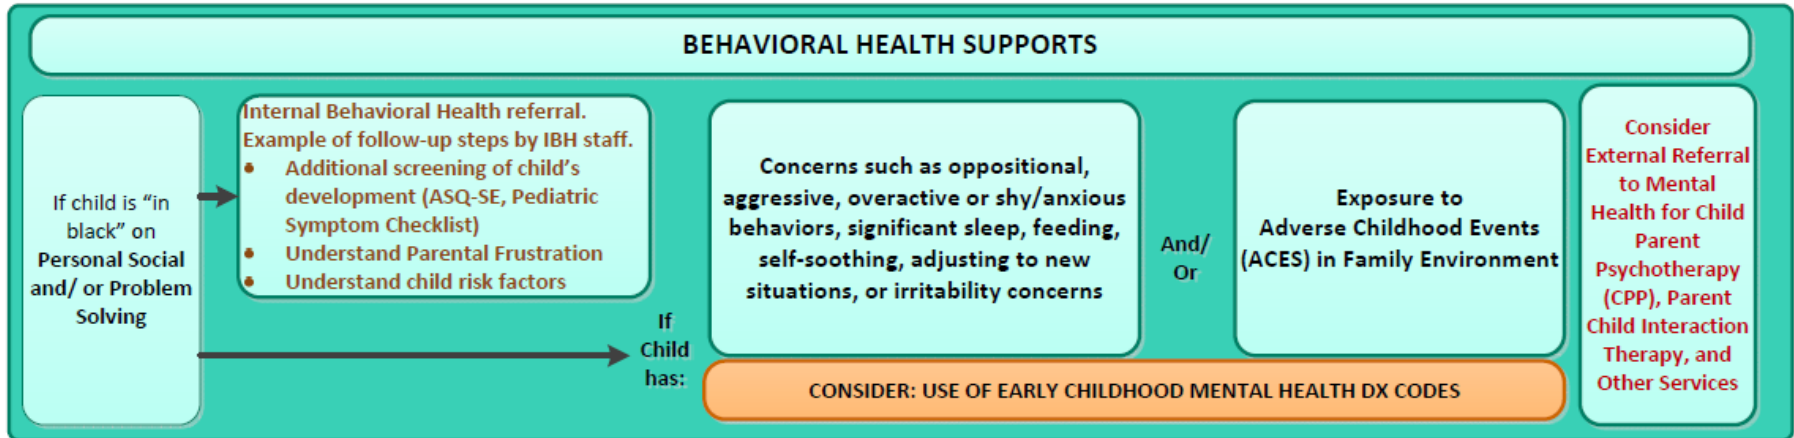 BEHAVIORAL HEALTH SUPPORTS
If child is “in
black” on
Personal Social
and/ or Problem
Solving
Internal Behavioral Health referral.
Example of follow-up steps by IBH staff.
• Additional screening of child’s
development (ASQ-SE, Pediatric
Symptom Checklist)
• Understand Parental Frustration
• Understand child risk factors
If
Child
has:
Concerns such as oppositional,
aggressive, overactive or shy/anxious
behaviors, significant sleep, feeding,
self-soothing, adjusting to new
situations, or irritability concerns
And/
Or
Exposure to
Adverse Childhood Events
(ACES) in Family Environment
CONSIDER: USE OF EARLY CHILDHOOD MENTAL HEALTH DX CODES
Consider
External Referral
to Mental
Health for Child
Parent
Psychotherapy
(CPP), Parent
Child Interaction
Therapy, and
Other Services